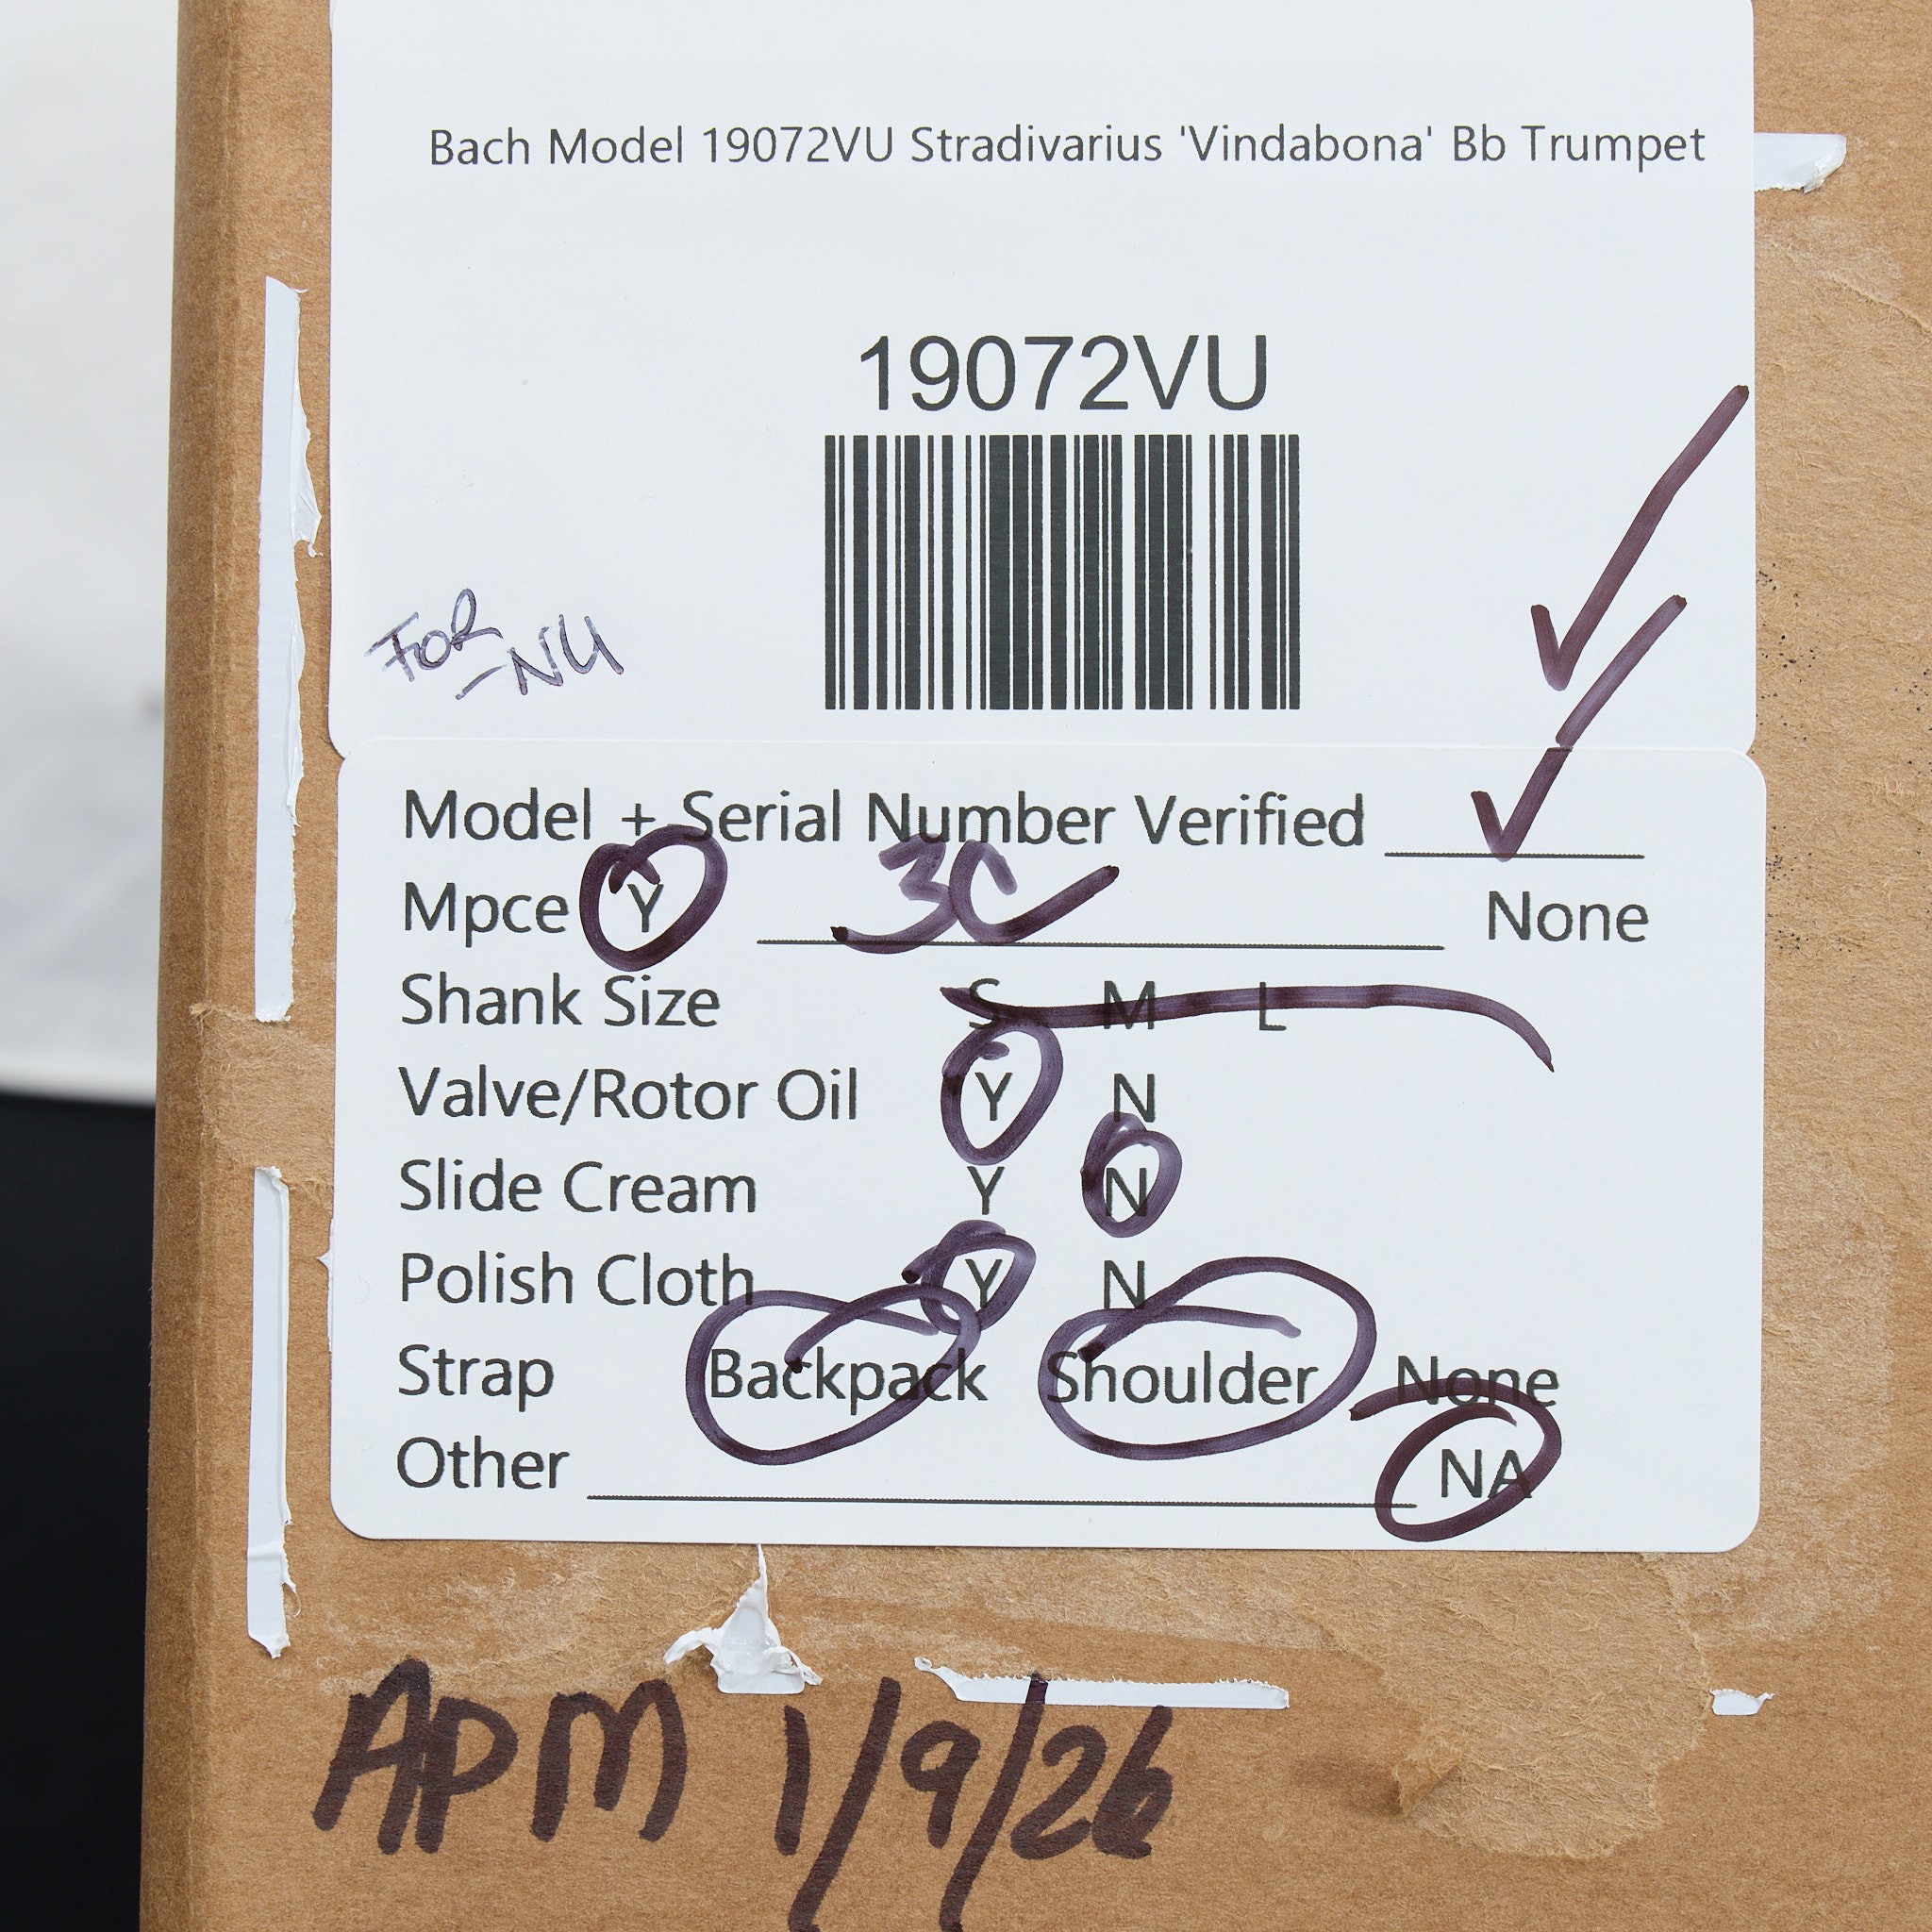 Bach Model 19072VU Stradivarius 'Vindabona' Bb Trumpet
19072VU
FOR
-NU
Model + Serial Number Verified
Mpce Y 3C None
Shank Size S M L
Valve/Rotor Oil Y N
Slide Cream Y N
Polish Cloth Y N
Strap Backpack Shoulder None
Other NA
APM 1/9/26